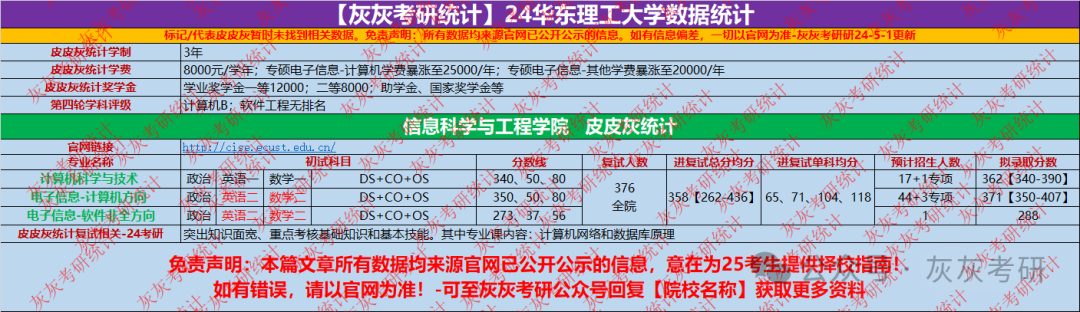 【灰灰考研统计】24华东理工大学数据统计
标记/代表皮皮灰暂时未找到相关数据。免责声明：所有数据均来源官网已公开公示的信息。如有信息偏差，一切以官网为准-灰灰考研研24-5-1更新
皮皮灰统计学制 3年
皮皮灰统计学费 8000元/学年；专硕电子信息-计算机学费暴涨至25000/年；专硕电子信息-其他学费暴涨至20000/年
皮皮灰统计奖学金 学业奖学金一等12000；二等8000；助学金、国家奖学金等
第四轮学科评级 计算机B；软件工程无排名
信息科学与工程学院 皮皮灰统计
官网链接 http://cise.ecust.edu.cn/
专业名称 初试科目 分数线 复试人数 进复试总分均分 进复试单科均分 预计招生人数 拟录取分数
计算机科学与技术 政治 英语一 数学一 DS+CO+OS 340、50、80 376 全院 358【262-436】 65、71、104、118 17+1专项 362【340-390】
电子信息-计算机方向 政治 英语二 数学二 DS+CO+OS 350、50、80 44+3专项 371【350-407】
电子信息-软件非全方向 政治 英语二 数学二 DS+CO+OS 273、37、56 1 288
皮皮灰统计复试相关-24考研 突出知识面宽、重点考核基础知识和基本技能。其中专业课内容：计算机网络和数据库原理
免责声明：本篇文章所有数据均来源官网已公开公示的信息，意在为25考生提供择校指南！
如有错误，请以官网为准！-可至灰灰考研公众号回复【院校名称】获取更多资料
公众号·灰灰考研
灰灰考研统计